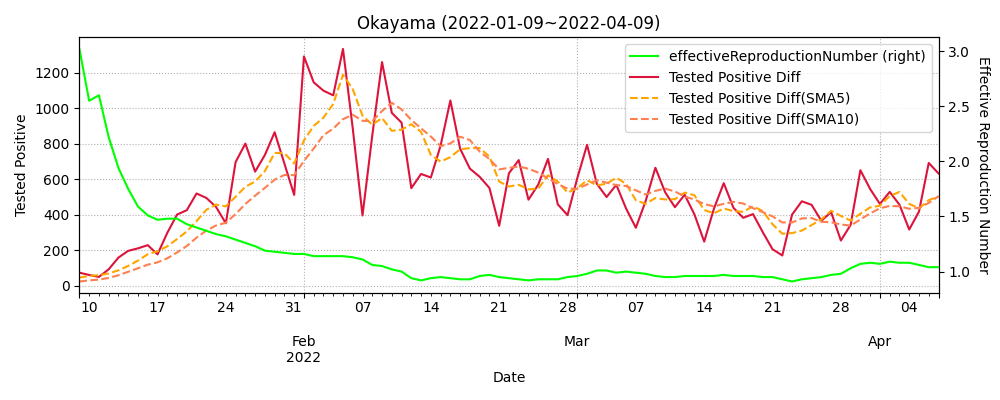 Okayama (2022-01-09~2022-04-09)
effectiveReproductionNumber (right)
Tested Positive Diff
Tested Positive Diff(SMA5)
Tested Positive Diff(SMA10)
Tested Positive
1200
1000
800
600
400
200
0
Effective Reproduction Number
3.0
2.5
2.0
1.5
1.0
10 17 24 31 07 14 21 28 07 14 21 28 04
Feb Mar Apr
2022
Date